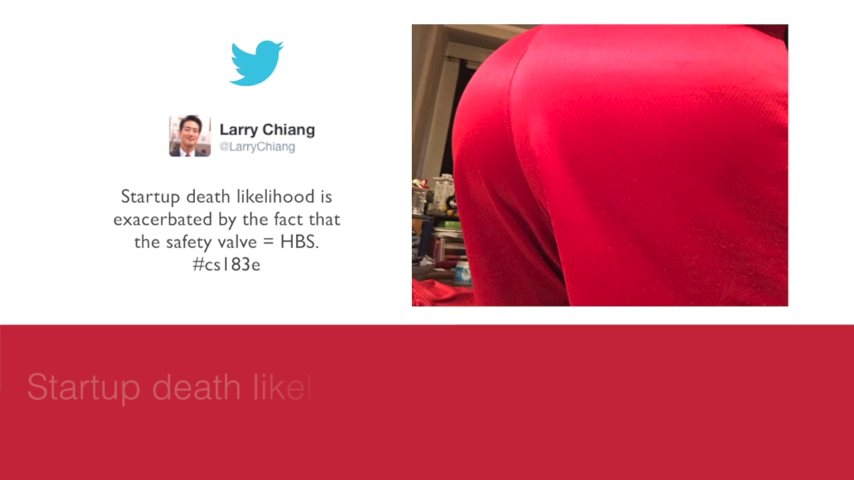 Larry Chiang
@LarryChiang
Startup death likelihood is
exacerbated by the fact that
the safety valve = HBS.
#cs183e
Startup death likel